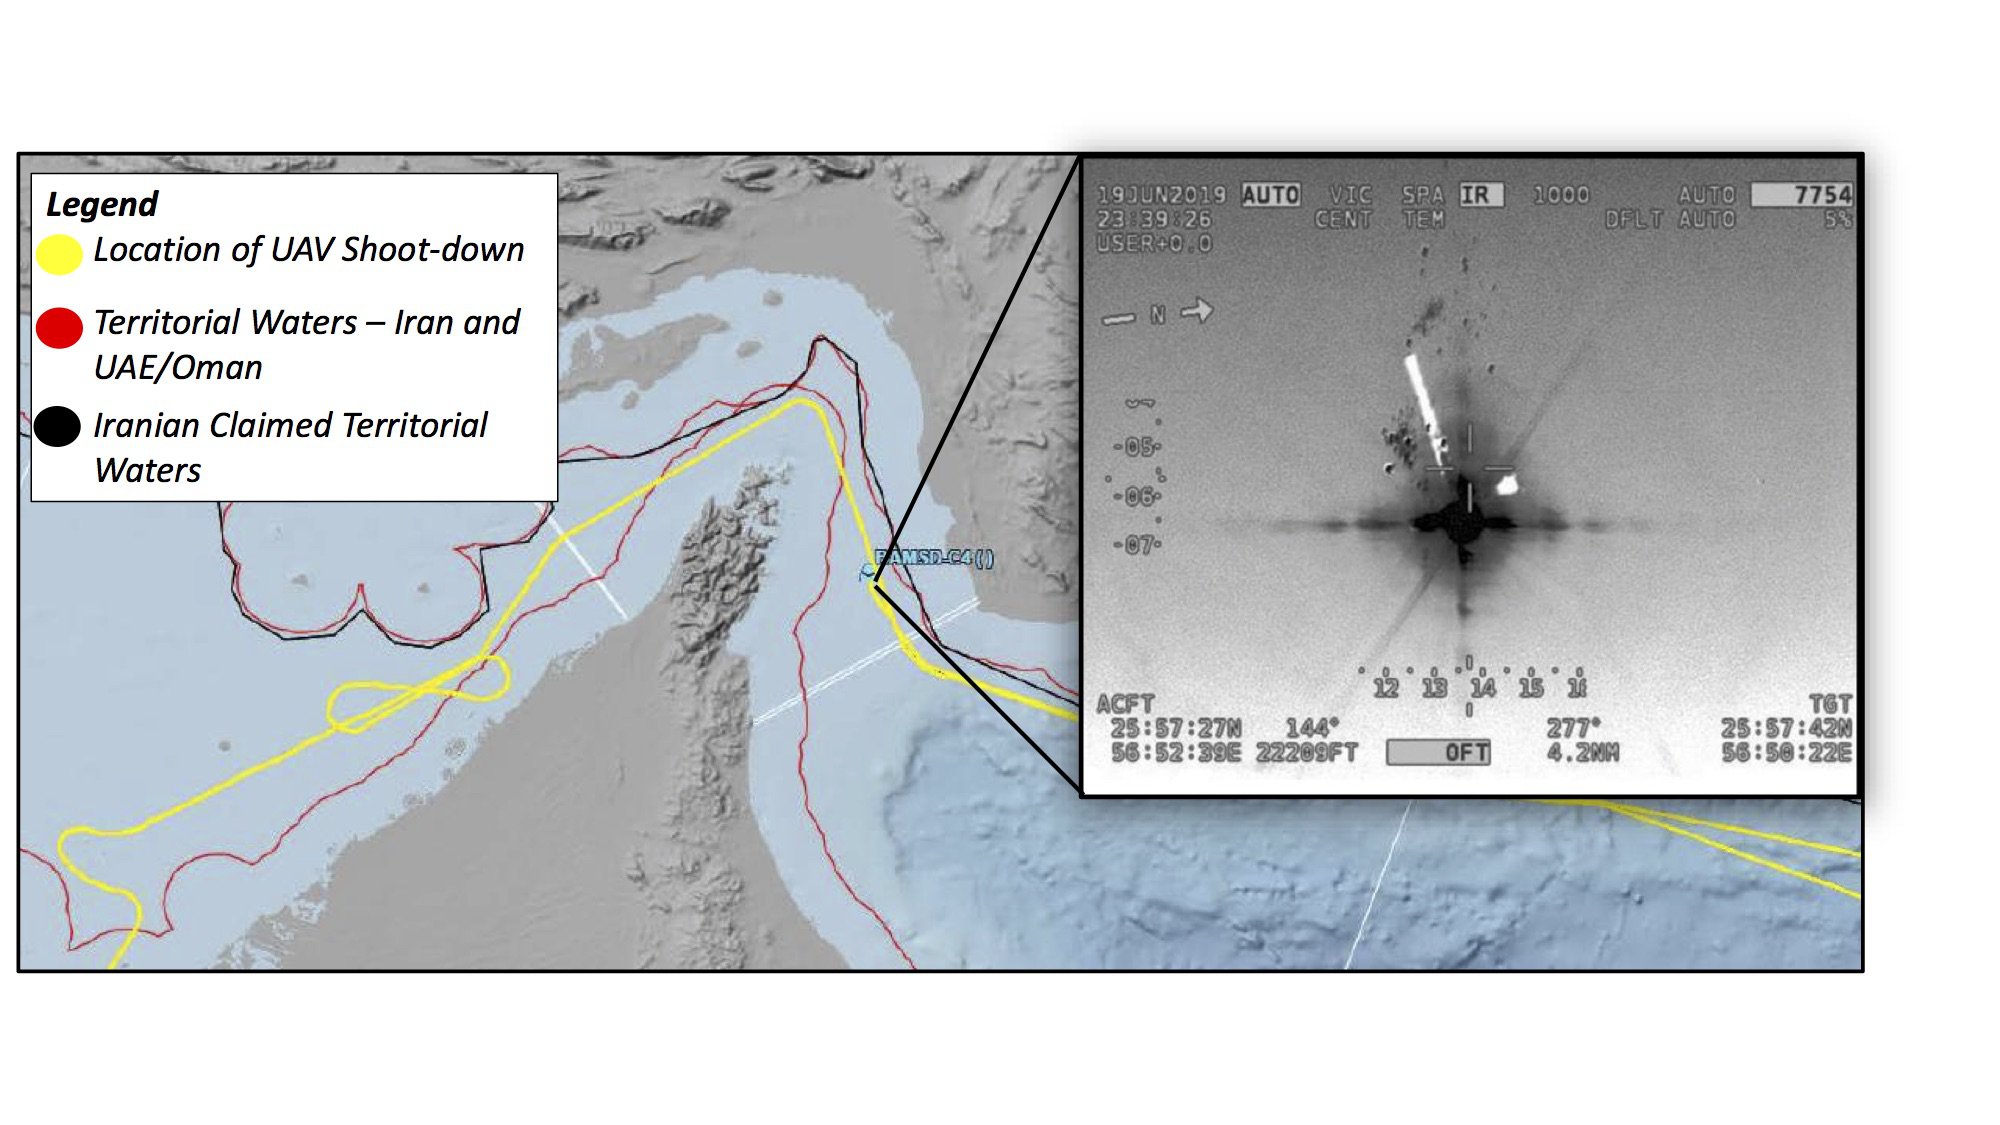 Legend
Location of UAV Shoot-down
Territorial Waters – Iran and
UAE/Oman
Iranian Claimed Territorial
Waters
BAMSD-C4 ( )
19JUN2019 AUTO VIC SPA IR 1000 AUTO 7754
23:39:26 CENT TEM DFLT AUTO 5%
USER+0.0
N
-05-
-06-
-07-
12 13 14 15
ACFT TGT
25:57:27N 144° 277° 25:57:42N
56:52:39E 22209FT 0FT 4.2NM 56:50:22E